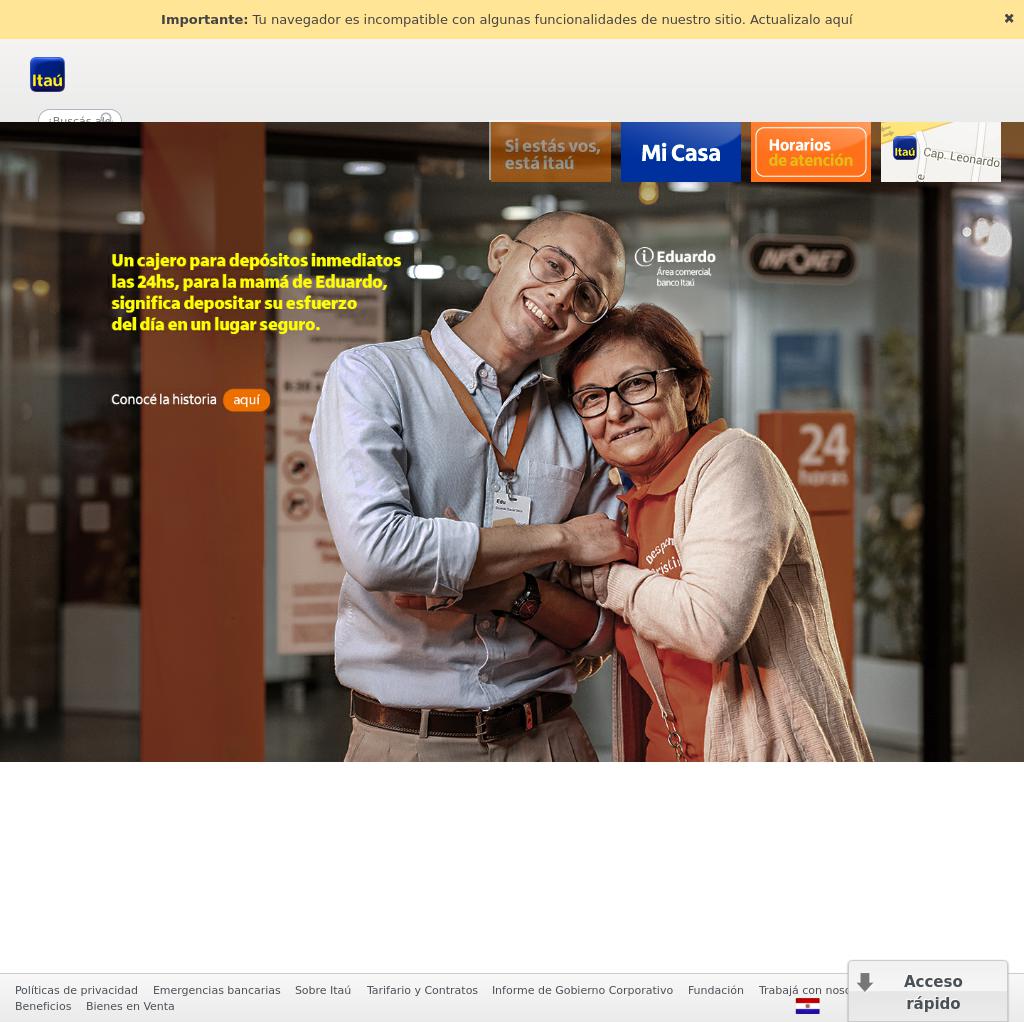 Importante: Tu navegador es incompatible con algunas funcionalidades de nuestro sitio. Actualizalo aquí
✖
Itaú
¿Buscás algo
Si estás vos,
está itaú
Mi Casa
Horarios
de atención
Itaú
Cap. Leonardo
Un cajero para depósitos inmediatos
las 24hs, para la mamá de Eduardo,
significa depositar su esfuerzo
del día en un lugar seguro.
Conocé la historia aquí
i Eduardo
Área comercial,
banco Itaú
INFONET
24
horas
Edu
Políticas de privacidad Emergencias bancarias Sobre Itaú Tarifario y Contratos Informe de Gobierno Corporativo Fundación Trabajá con noso
Beneficios Bienes en Venta
Acceso
rápido